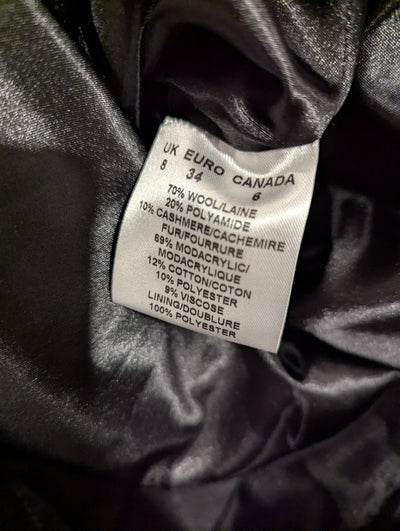 UK EURO CANADA
8 34 6
70% WOOL/LAINE
20% POLYAMIDE
10% CASHMERE/CACHEMIRE
FUR/FOURRURE
69% MODACRYLIC/
MODACRYLIQUE
12% COTTON/COTON
10% POLYESTER
9% VISCOSE
LINING/DOUBLURE
100% POLYESTER